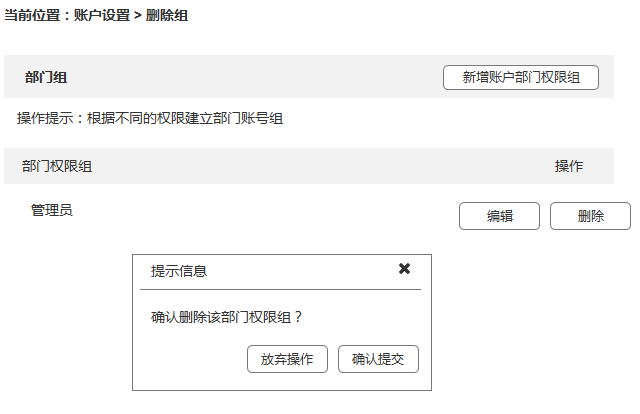 当前位置：账户设置 > 删除组
部门组
新增账户部门权限组
操作提示：根据不同的权限建立部门账号组
部门权限组 操作
管理员 编辑 删除
提示信息
确认删除该部门权限组？
放弃操作 确认提交